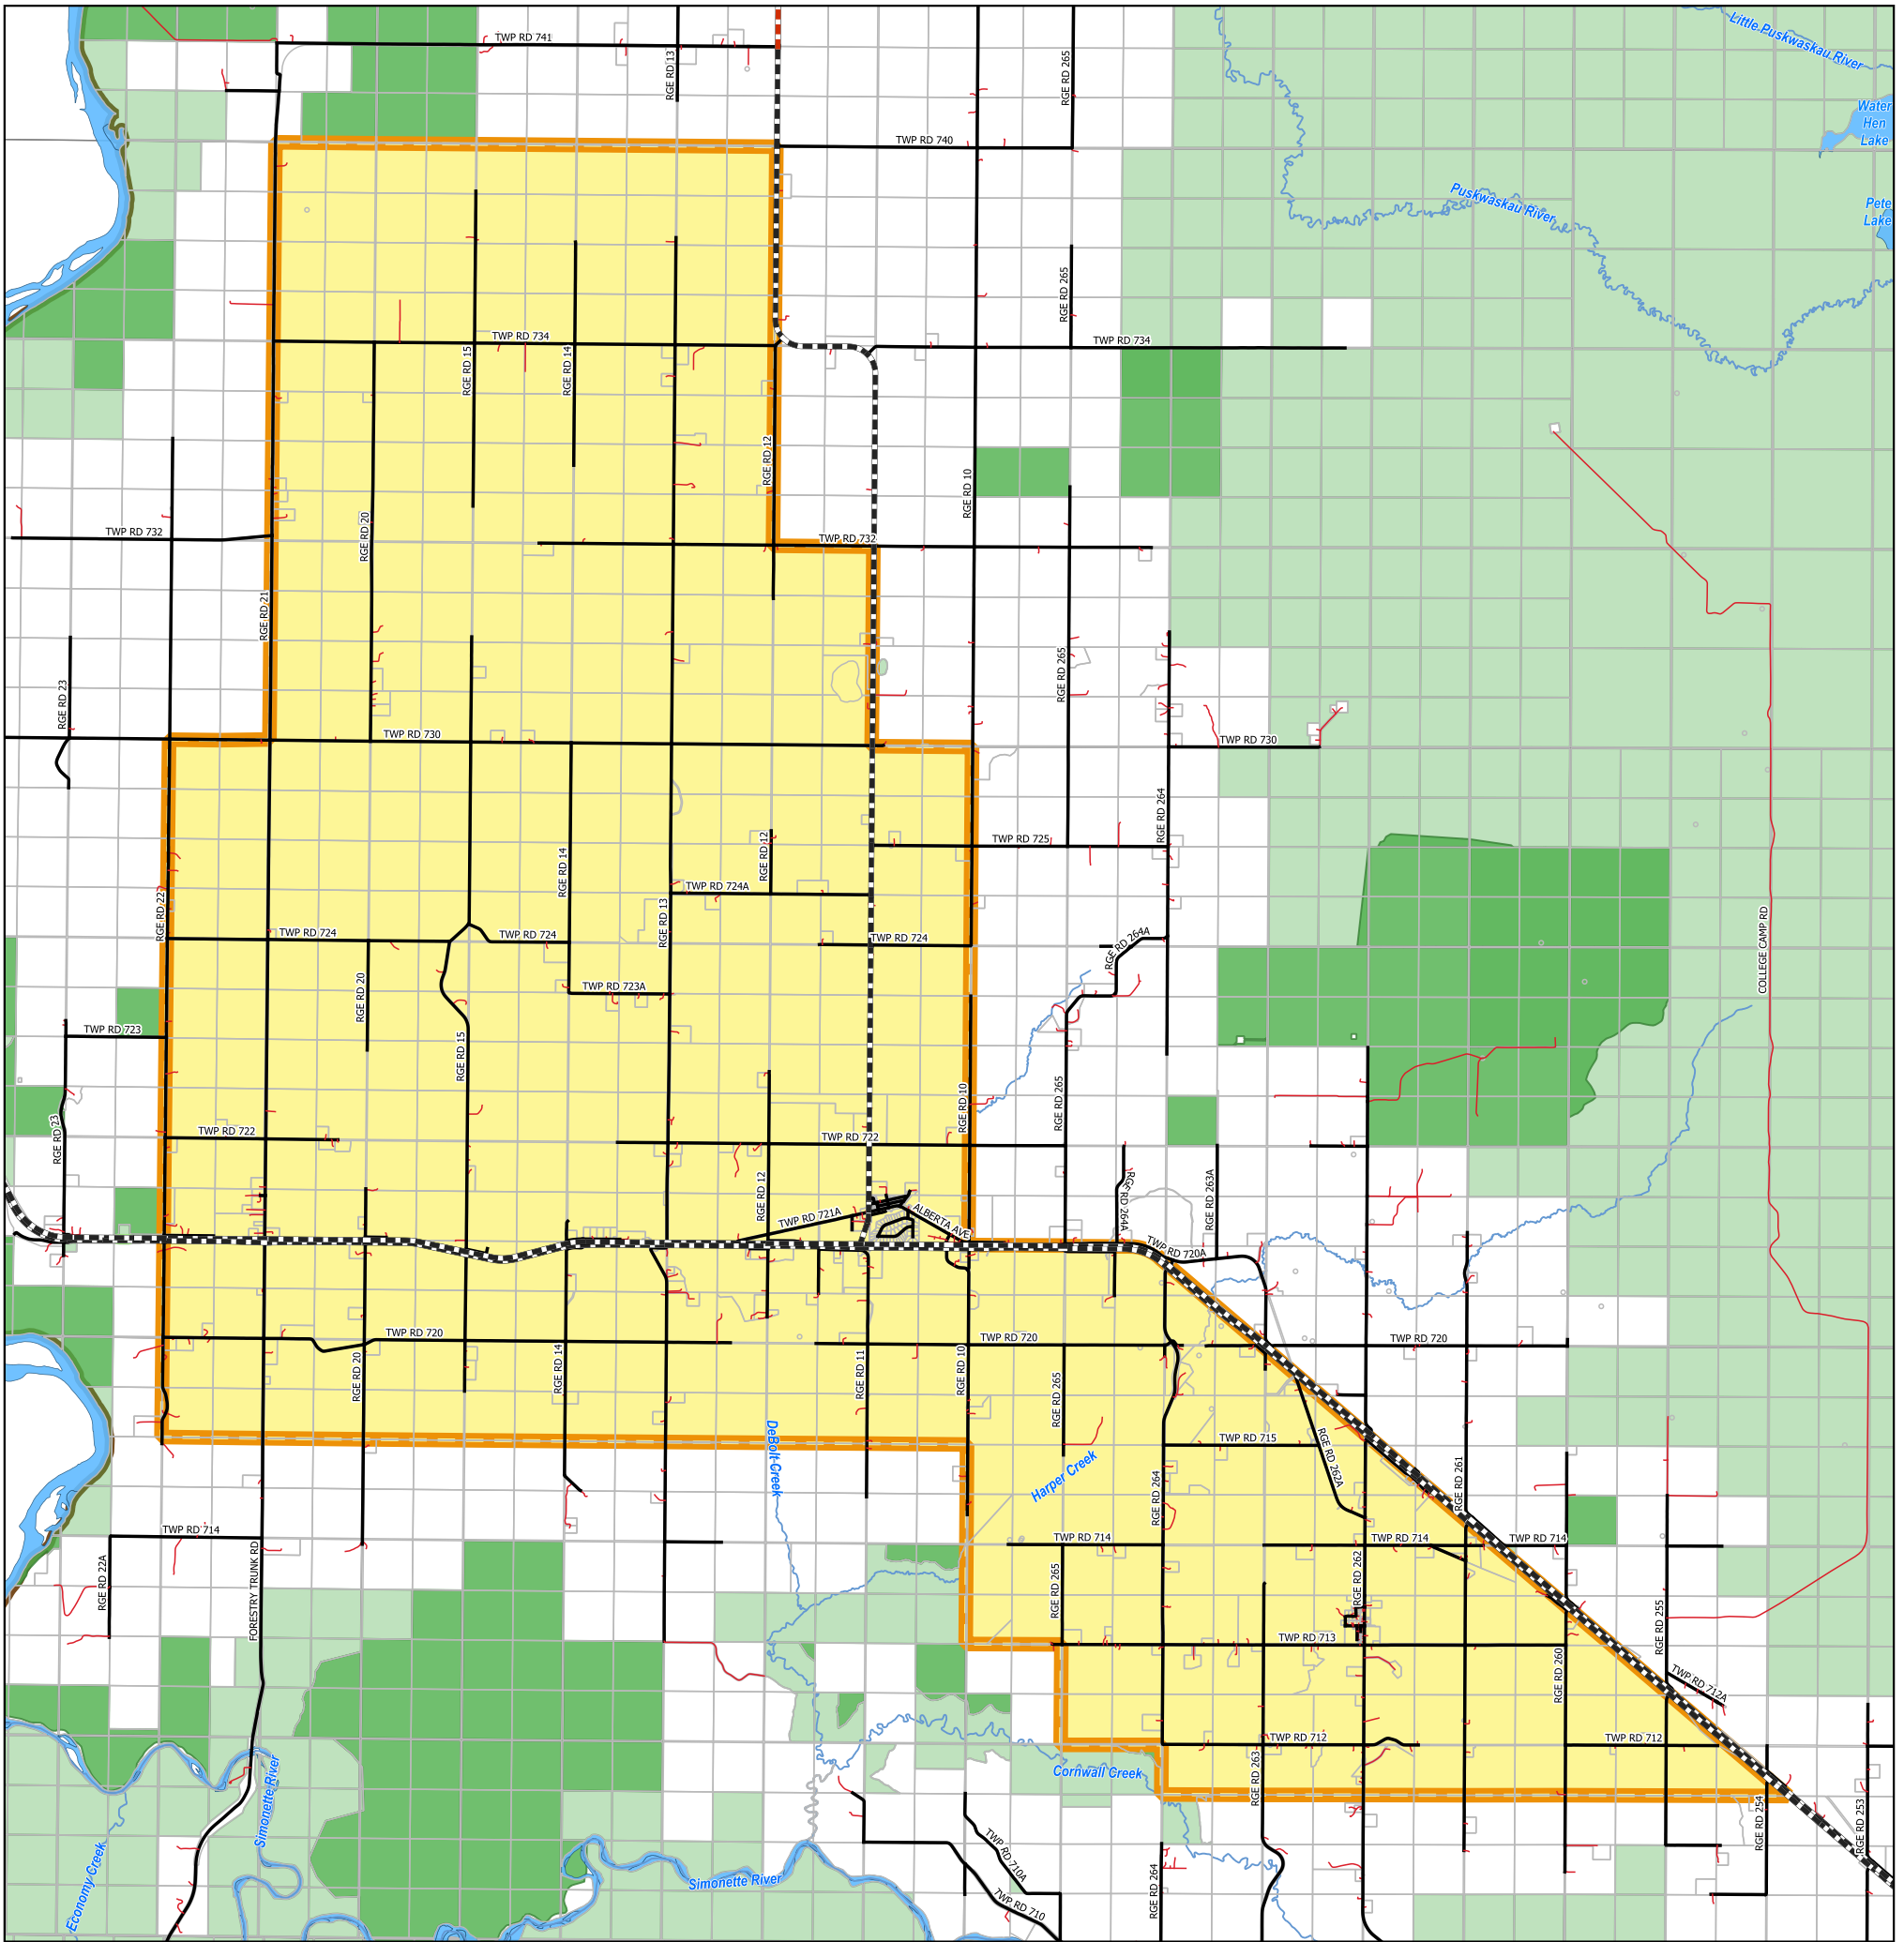 Little Puskwaskau River
TWP RD 741
RGE RD 13
RGE RD 265
Water
Hen
Lake
TWP RD 740
Puskwaskau River
Pete
Lake
RGE RD 265
TWP RD 734
TWP RD 734
RGE RD 15
RGE RD 14
RGE RD 12
RGE RD 10
TWP RD 732
RGE RD 20
TWP RD 732
RGE RD 21
RGE RD 23
RGE RD 265
TWP RD 730
TWP RD 730
RGE RD 264
TWP RD 725
RGE RD 14
RGE RD 12
TWP RD 724A
RGE RD 222
RGE RD 13
TWP RD 724
TWP RD 724
TWP RD 724
RGE RD 264A
COLLEGE CAMP RD
RGE RD 20
TWP RD 723A
TWP RD 723
RGE RD 15
RGE RD 10
RGE RD 265
RGE RD 23
TWP RD 722
TWP RD 722
RGE RD 12
RGE RD 264A
RGE RD 263A
TWP RD 721A
ALBERTA AVE
TWP RD 720A
TWP RD 720
TWP RD 720
TWP RD 720
RGE RD 20
RGE RD 14
RGE RD 11
RGE RD 10
RGE RD 265
DeBolt Creek
TWP RD 715
RGE RD 262A
Harper Creek
RGE RD 264
RGE RD 261
TWP RD 714
TWP RD 714
TWP RD 714
TWP RD 714
RGE RD 22A
FORESTRY TRUNK RD
RGE RD 265
RGE RD 262
RGE RD 255
TWP RD 713
RGE RD 260
TWP RD 712A
TWP RD 712
TWP RD 712
Cornwall Creek
RGE RD 263
Simonette River
RGE RD 254
RGE RD 253
TWP RD 710A
Economy Creek
Simonette River
RGE RD 264
TWP RD 710